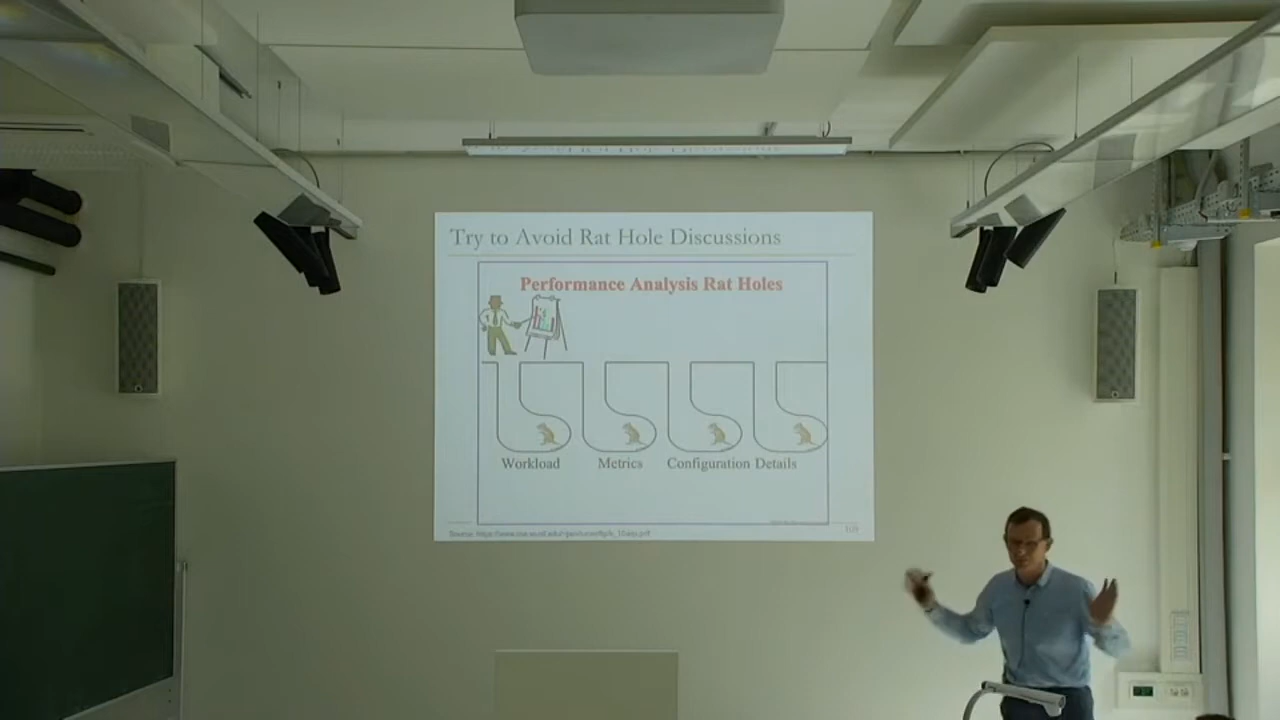 Try to Avoid Rat Hole Discussions
Performance Analysis Rat Holes
Workload Metrics Configuration Details